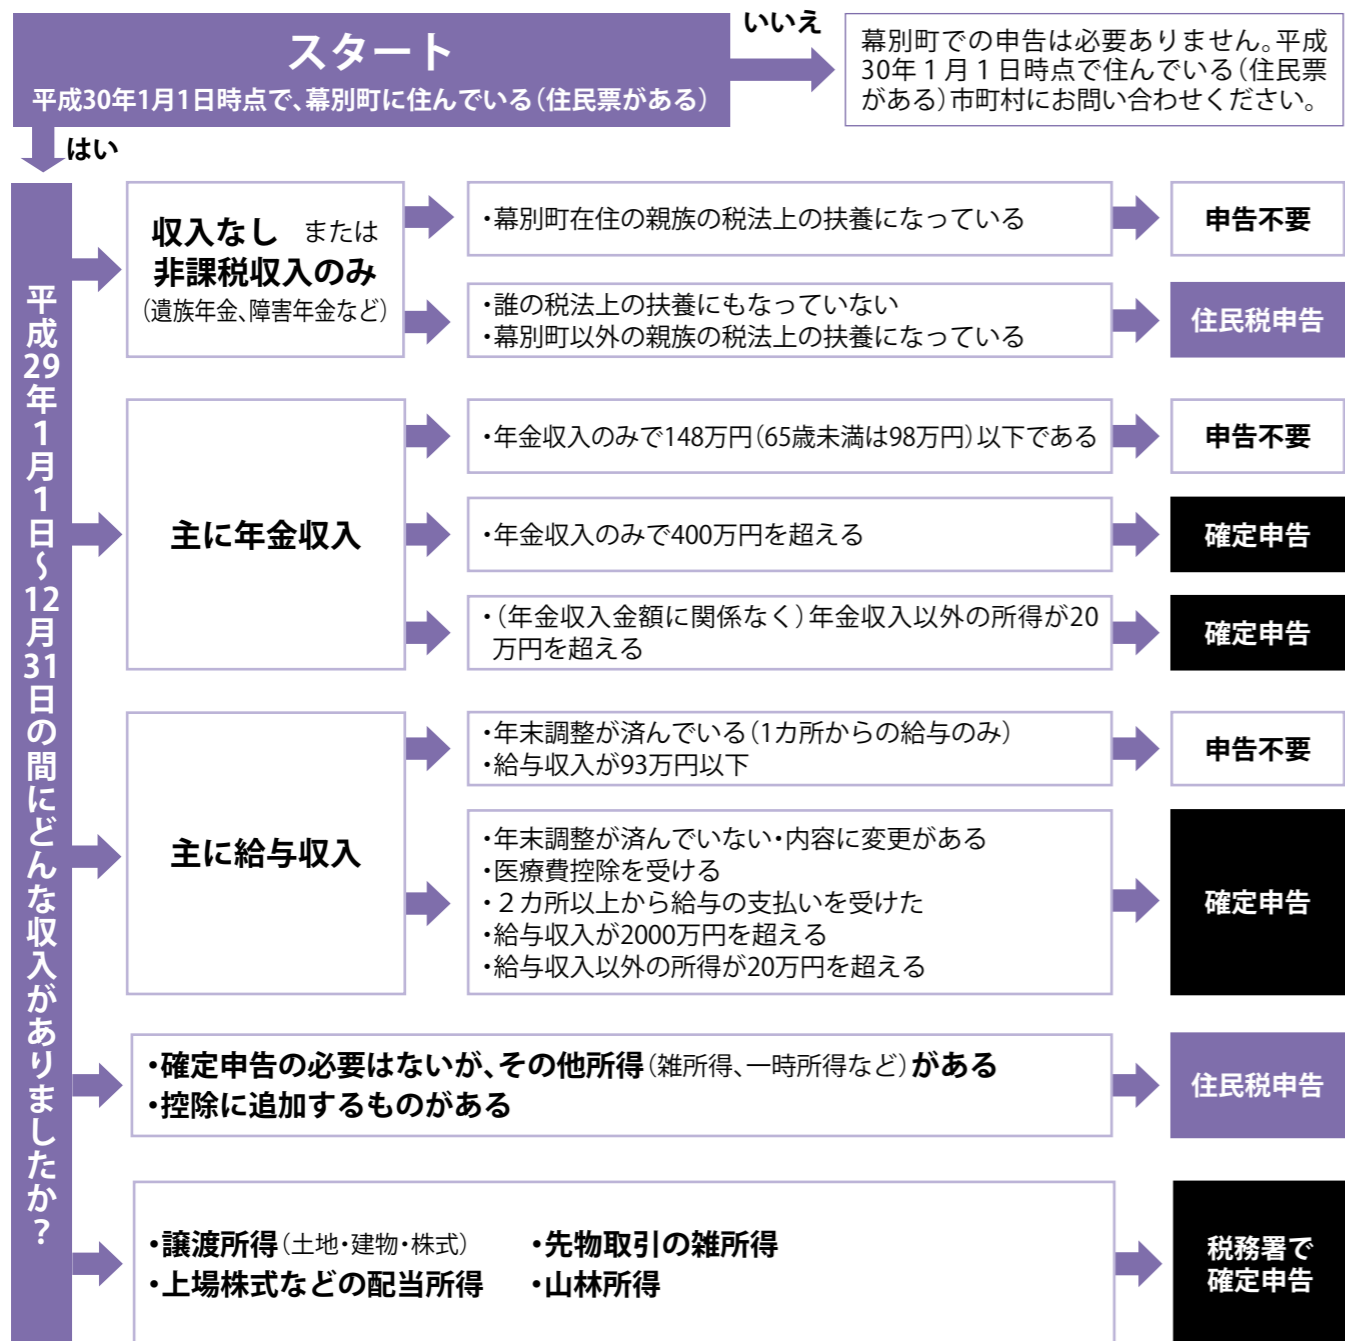 スタート
平成30年1月1日時点で、幕別町に住んでいる（住民票がある）
いいえ
幕別町での申告は必要ありません。平成
30年１月１日時点で住んでいる（住民票
がある）市町村にお問い合わせください。
はい
平成29年１月１日～12月31日の間にどんな収入がありましたか？
収入なし または
非課税収入のみ
（遺族年金、障害年金など）
・幕別町在住の親族の税法上の扶養になっている
申告不要
・誰の税法上の扶養にもなっていない
・幕別町以外の親族の税法上の扶養になっている
住民税申告
主に年金収入
・年金収入のみで148万円（65歳未満は98万円）以下である
申告不要
・年金収入のみで400万円を超える
確定申告
・（年金収入金額に関係なく）年金収入以外の所得が20
万円を超える
確定申告
主に給与収入
・年末調整が済んでいる（1カ所からの給与のみ）
・給与収入が93万円以下
申告不要
・年末調整が済んでいない・内容に変更がある
・医療費控除を受ける
・２カ所以上から給与の支払いを受けた
・給与収入が2000万円を超える
・給与収入以外の所得が20万円を超える
確定申告
・確定申告の必要はないが、その他所得（雑所得、一時所得など）がある
・控除に追加するものがある
住民税申告
・譲渡所得（土地・建物・株式） ・先物取引の雑所得
・上場株式などの配当所得 ・山林所得
税務署で
確定申告